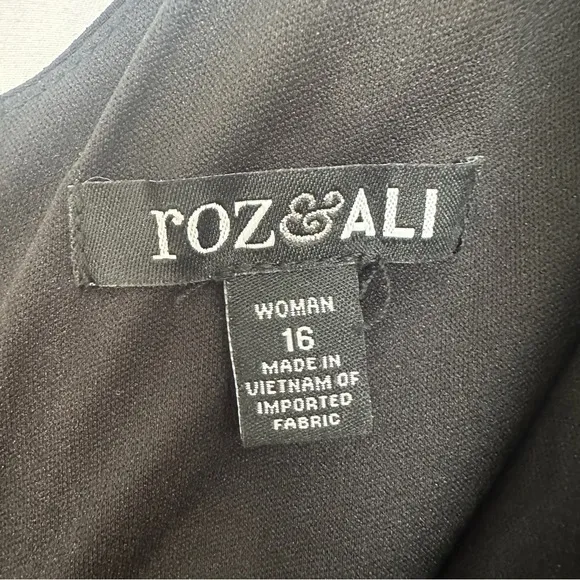 roz&ALI
WOMAN
16
MADE IN
VIETNAM OF
IMPORTED
FABRIC